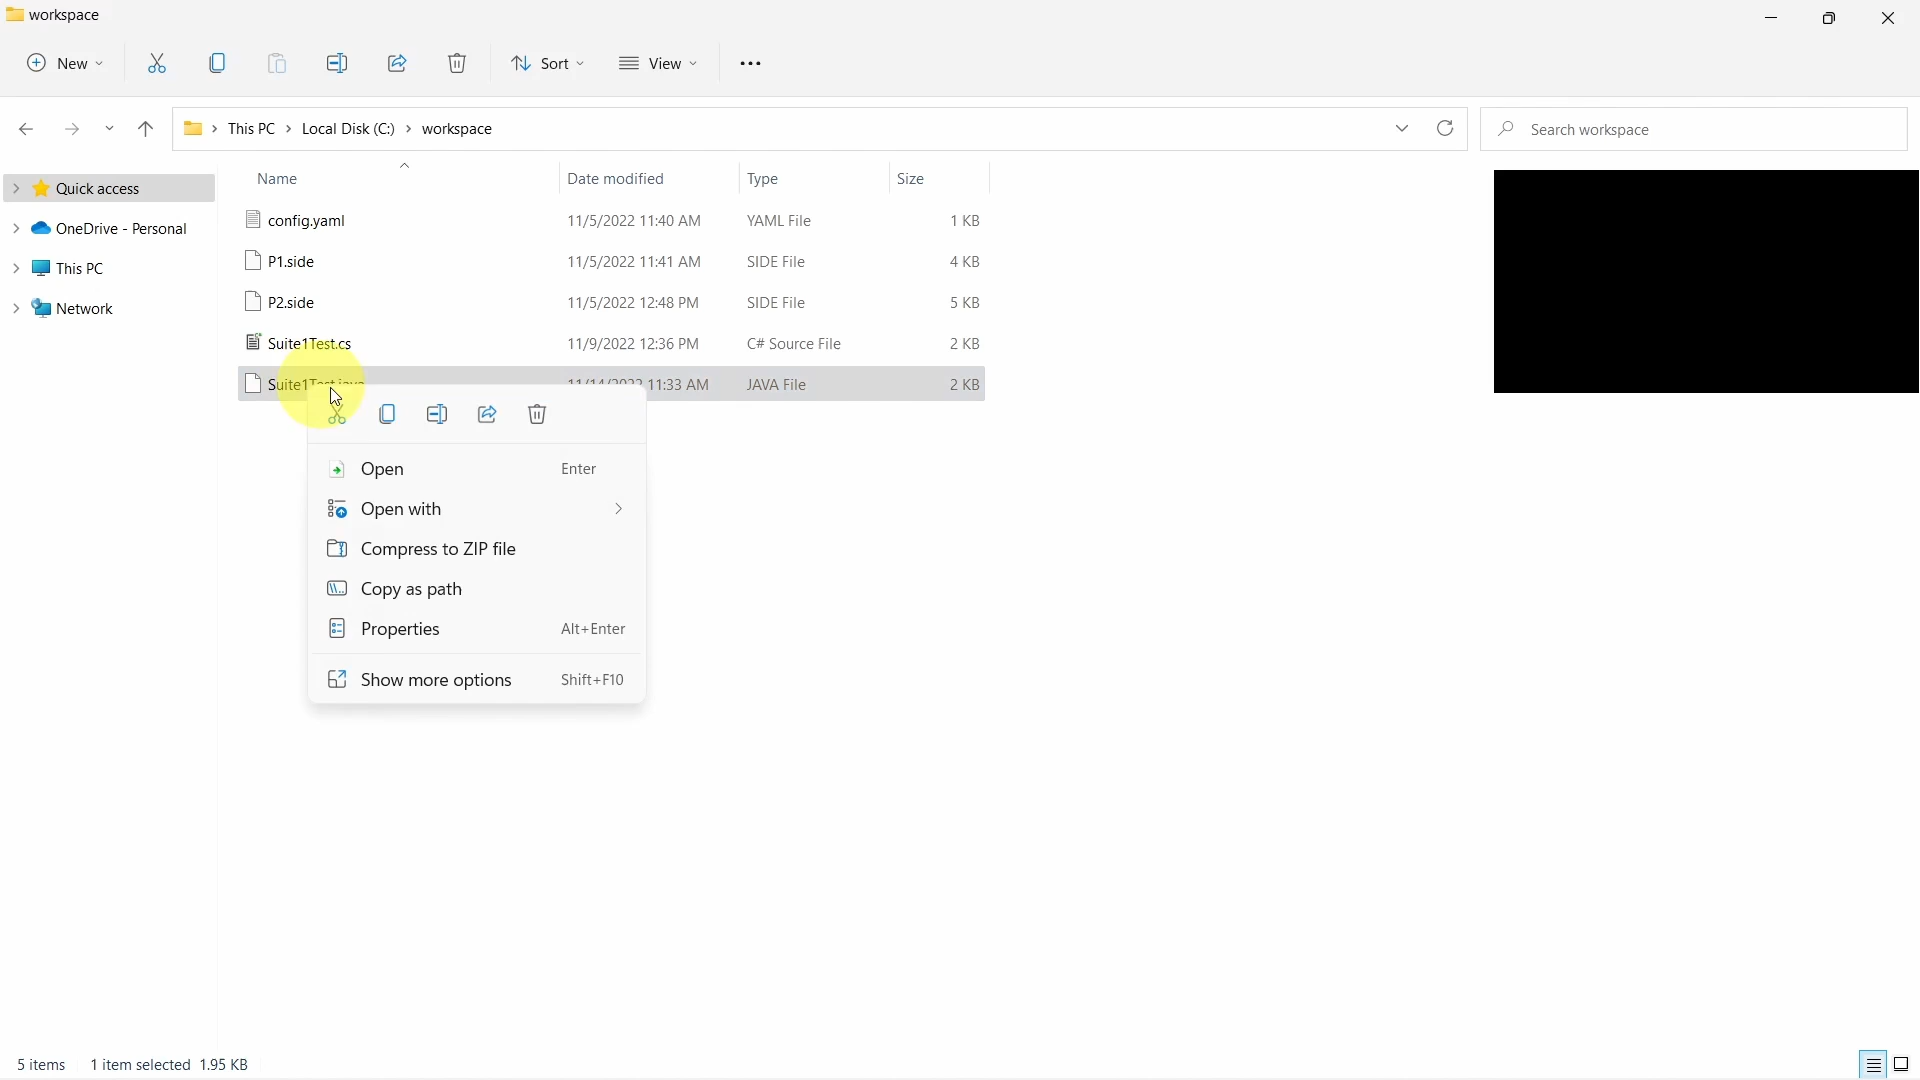 workspace
New
Sort
View
This PC > Local Disk (C:) > workspace
Search workspace
Quick access
OneDrive - Personal
This PC
Network
Name Date modified Type Size
config.yaml 11/5/2022 11:40 AM YAML File 1 KB
P1.side 11/5/2022 11:41 AM SIDE File 4 KB
P2.side 11/5/2022 12:48 PM SIDE File 5 KB
Suite1Test.cs 11/9/2022 12:36 PM C# Source File 2 KB
Suite1Test.java 11/14/2022 11:33 AM JAVA File 2 KB
Open Enter
Open with
Compress to ZIP file
Copy as path
Properties Alt+Enter
Show more options Shift+F10
5 items 1 item selected 1.95 KB